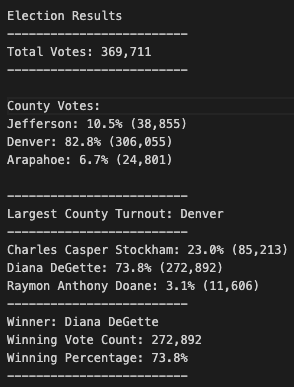 Election Results
-------------------------
Total Votes: 369,711
-------------------------
County Votes:
Jefferson: 10.5% (38,855)
Denver: 82.8% (306,055)
Arapahoe: 6.7% (24,801)
-------------------------
Largest County Turnout: Denver
-------------------------
Charles Casper Stockham: 23.0% (85,213)
Diana DeGette: 73.8% (272,892)
Raymon Anthony Doane: 3.1% (11,606)
-------------------------
Winner: Diana DeGette
Winning Vote Count: 272,892
Winning Percentage: 73.8%
-------------------------